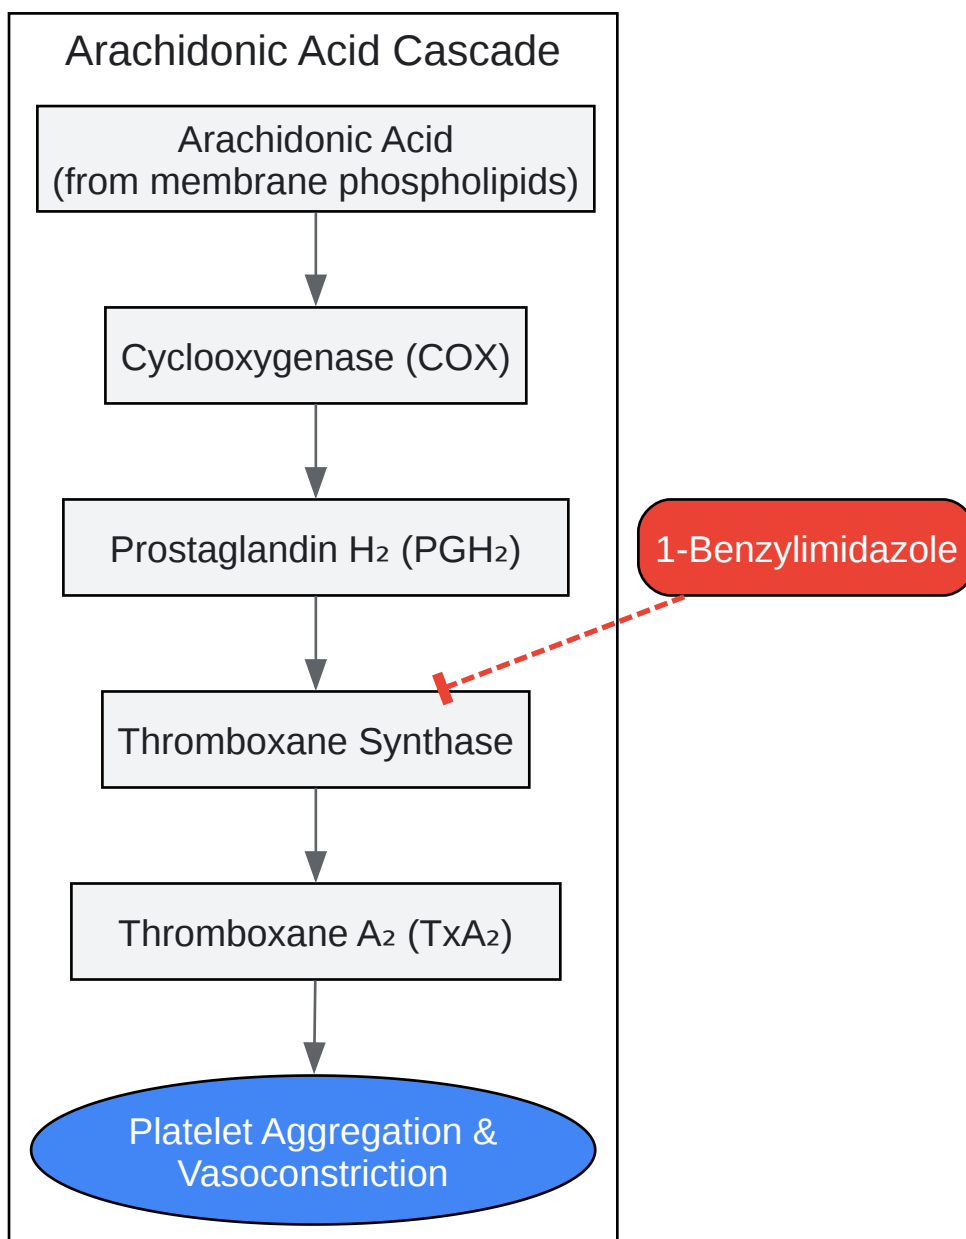 Arachidonic Acid Cascade
Arachidonic Acid
(from membrane phospholipids)
Cyclooxygenase (COX)
Prostaglandin H₂ (PGH₂)
1-Benzylimidazole
Thromboxane Synthase
Thromboxane A₂ (TxA₂)
Platelet Aggregation &
Vasoconstriction